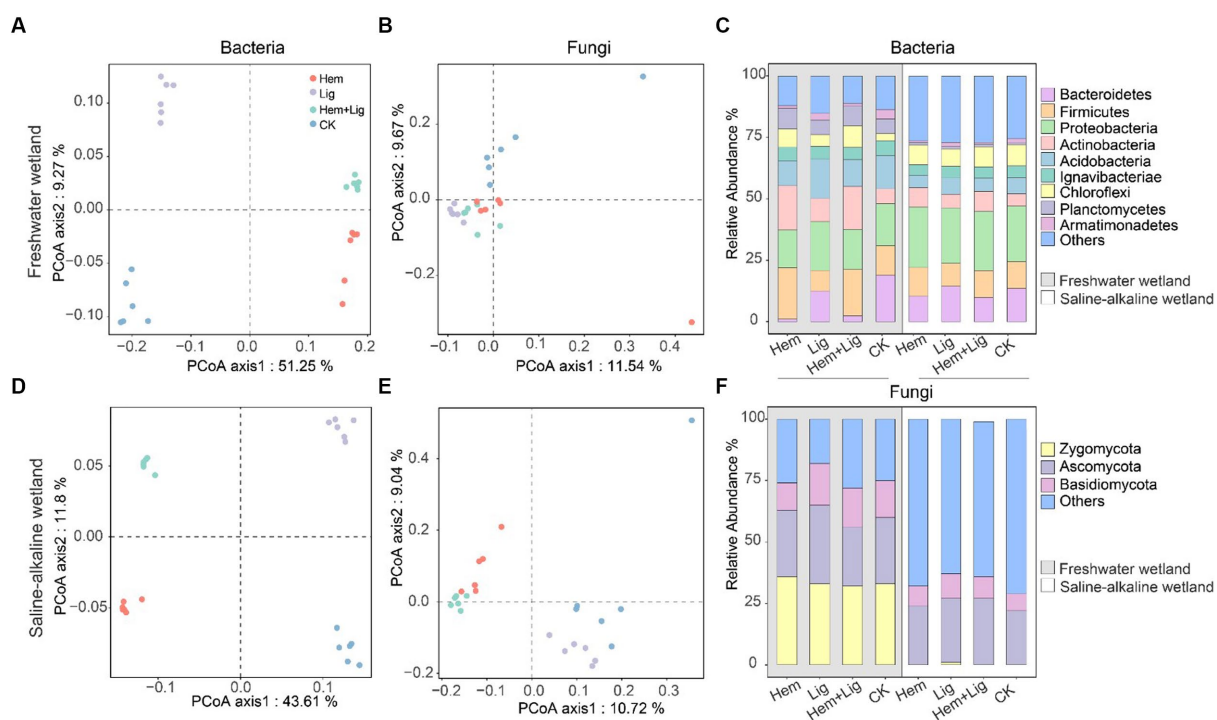 A
Bacteria
Freshwater wetland
PCoA axis2 : 9.27 %
0.10
0.05
0.00
−0.05
−0.10
Hem
Lig
Hem+Lig
CK
−0.2
−0.1
0.0
0.1
0.2
PCoA axis1 : 51.25 %
B
Fungi
PCoA axis2 : 9.67 %
0.2
0.0
−0.2
0.0
0.1
0.2
0.3
0.4
PCoA axis1 : 11.54 %
C
Bacteria
Relative Abundance %
100
75
50
25
0
Hem
Lig
Hem+Lig
CK
Hem
Lig
Hem+Lig
CK
Bacteroidetes
Firmicutes
Proteobacteria
Actinobacteria
Acidobacteria
Ignavibacteriae
Chloroflexi
Planctomycetes
Armatimonadetes
Others
Freshwater wetland
Saline-alkaline wetland
D
Saline-alkaline wetland
PCoA axis2 : 11.8 %
0.05
0.00
−0.05
−0.1
0.0
0.1
PCoA axis1 : 43.61 %
E
PCoA axis2 : 9.04 %
0.4
0.2
0.0
−0.2
−0.2
−0.1
0.0
0.1
0.2
0.3
PCoA axis1 : 10.72 %
F
Fungi
Relative Abundance %
100
75
50
25
0
Hem
Lig
Hem+Lig
CK
Hem
Lig
Hem+Lig
CK
Zygomycota
Ascomycota
Basidiomycota
Others
Freshwater wetland
Saline-alkaline wetland